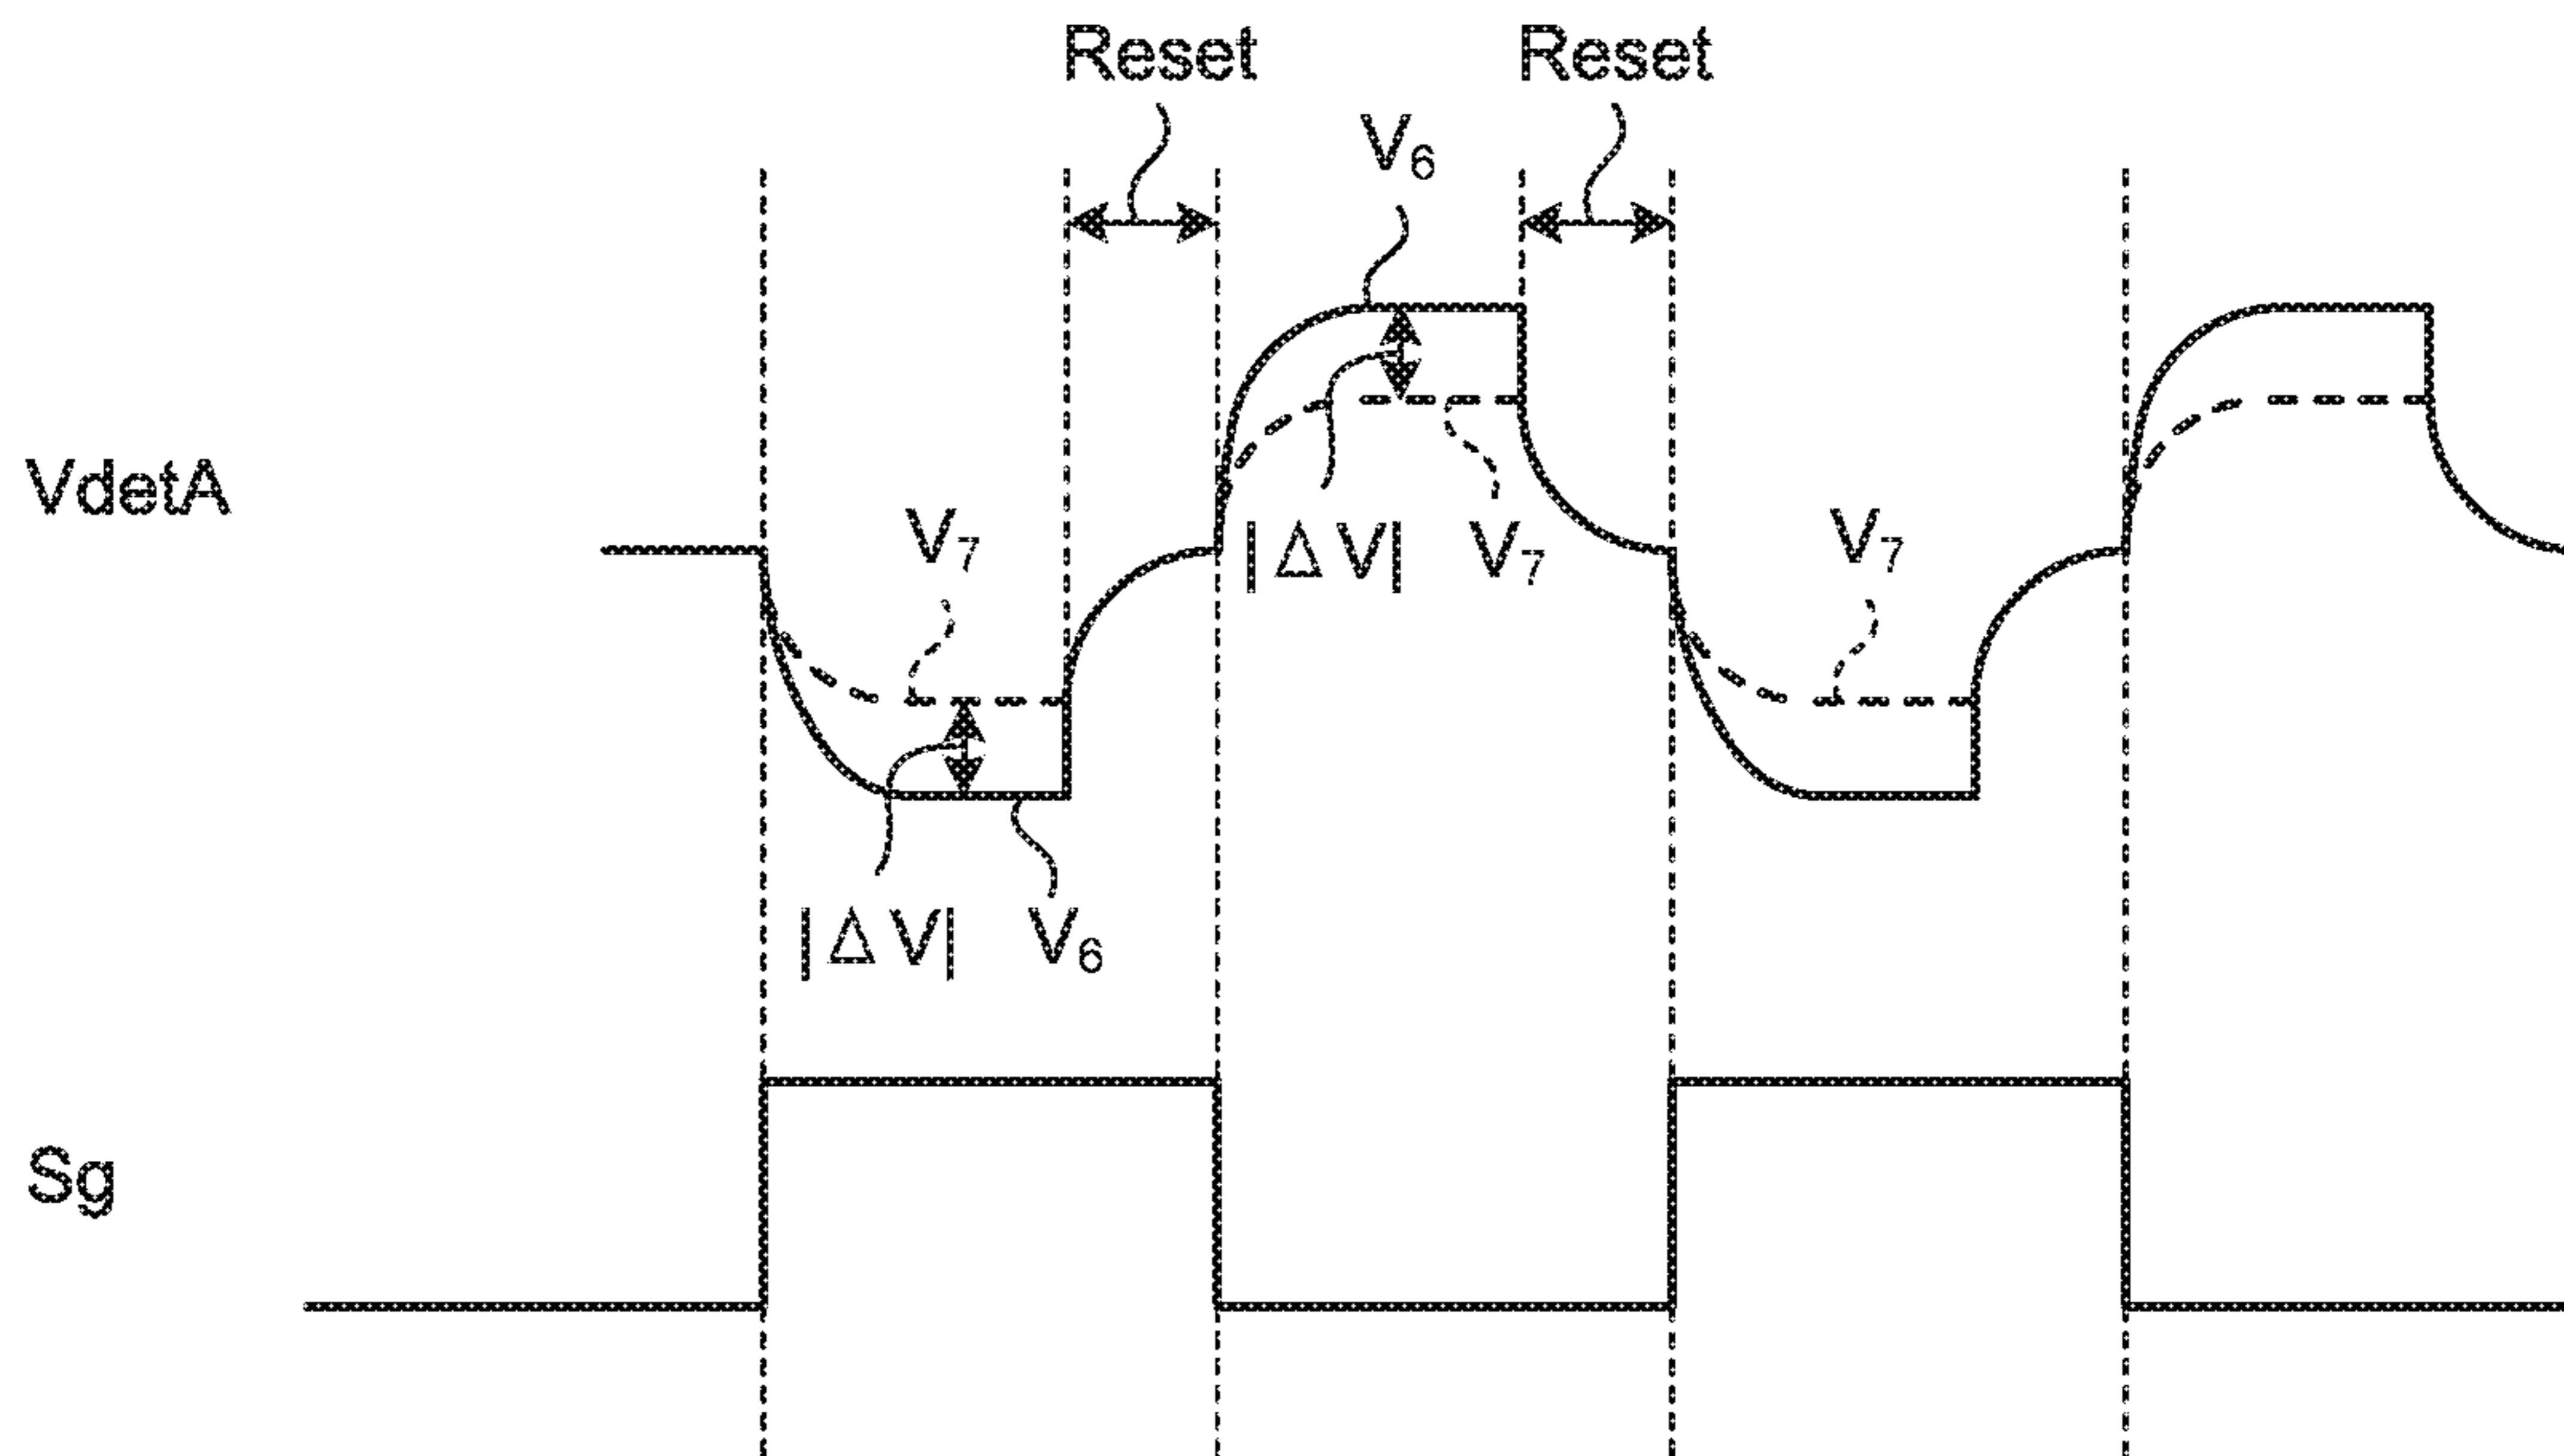 Reset Reset
V₆
VdetA
V₇ |ΔV| V₇ V₇
|ΔV| V₆
Sg